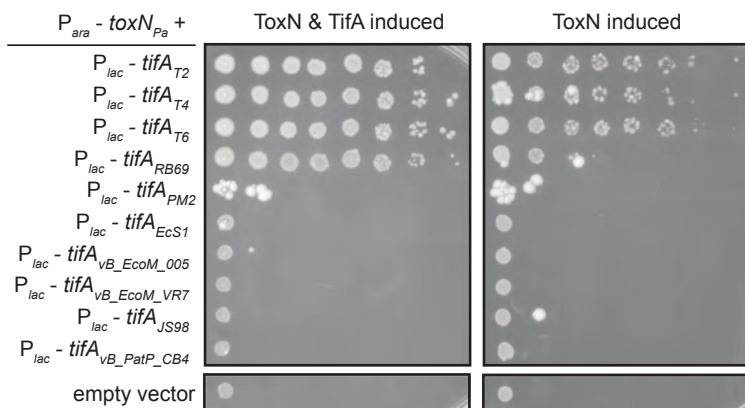 P_ara - toxN_Pa +
ToxN & TifA induced
ToxN induced
P_lac - tifA_T2
P_lac - tifA_T4
P_lac - tifA_T6
P_lac - tifA_RB69
P_lac - tifA_PM2
P_lac - tifA_EcS1
P_lac - tifA_vB_EcoM_005
P_lac - tifA_vB_EcoM_VR7
P_lac - tifA_JS98
P_lac - tifA_vB_PatP_CB4
empty vector